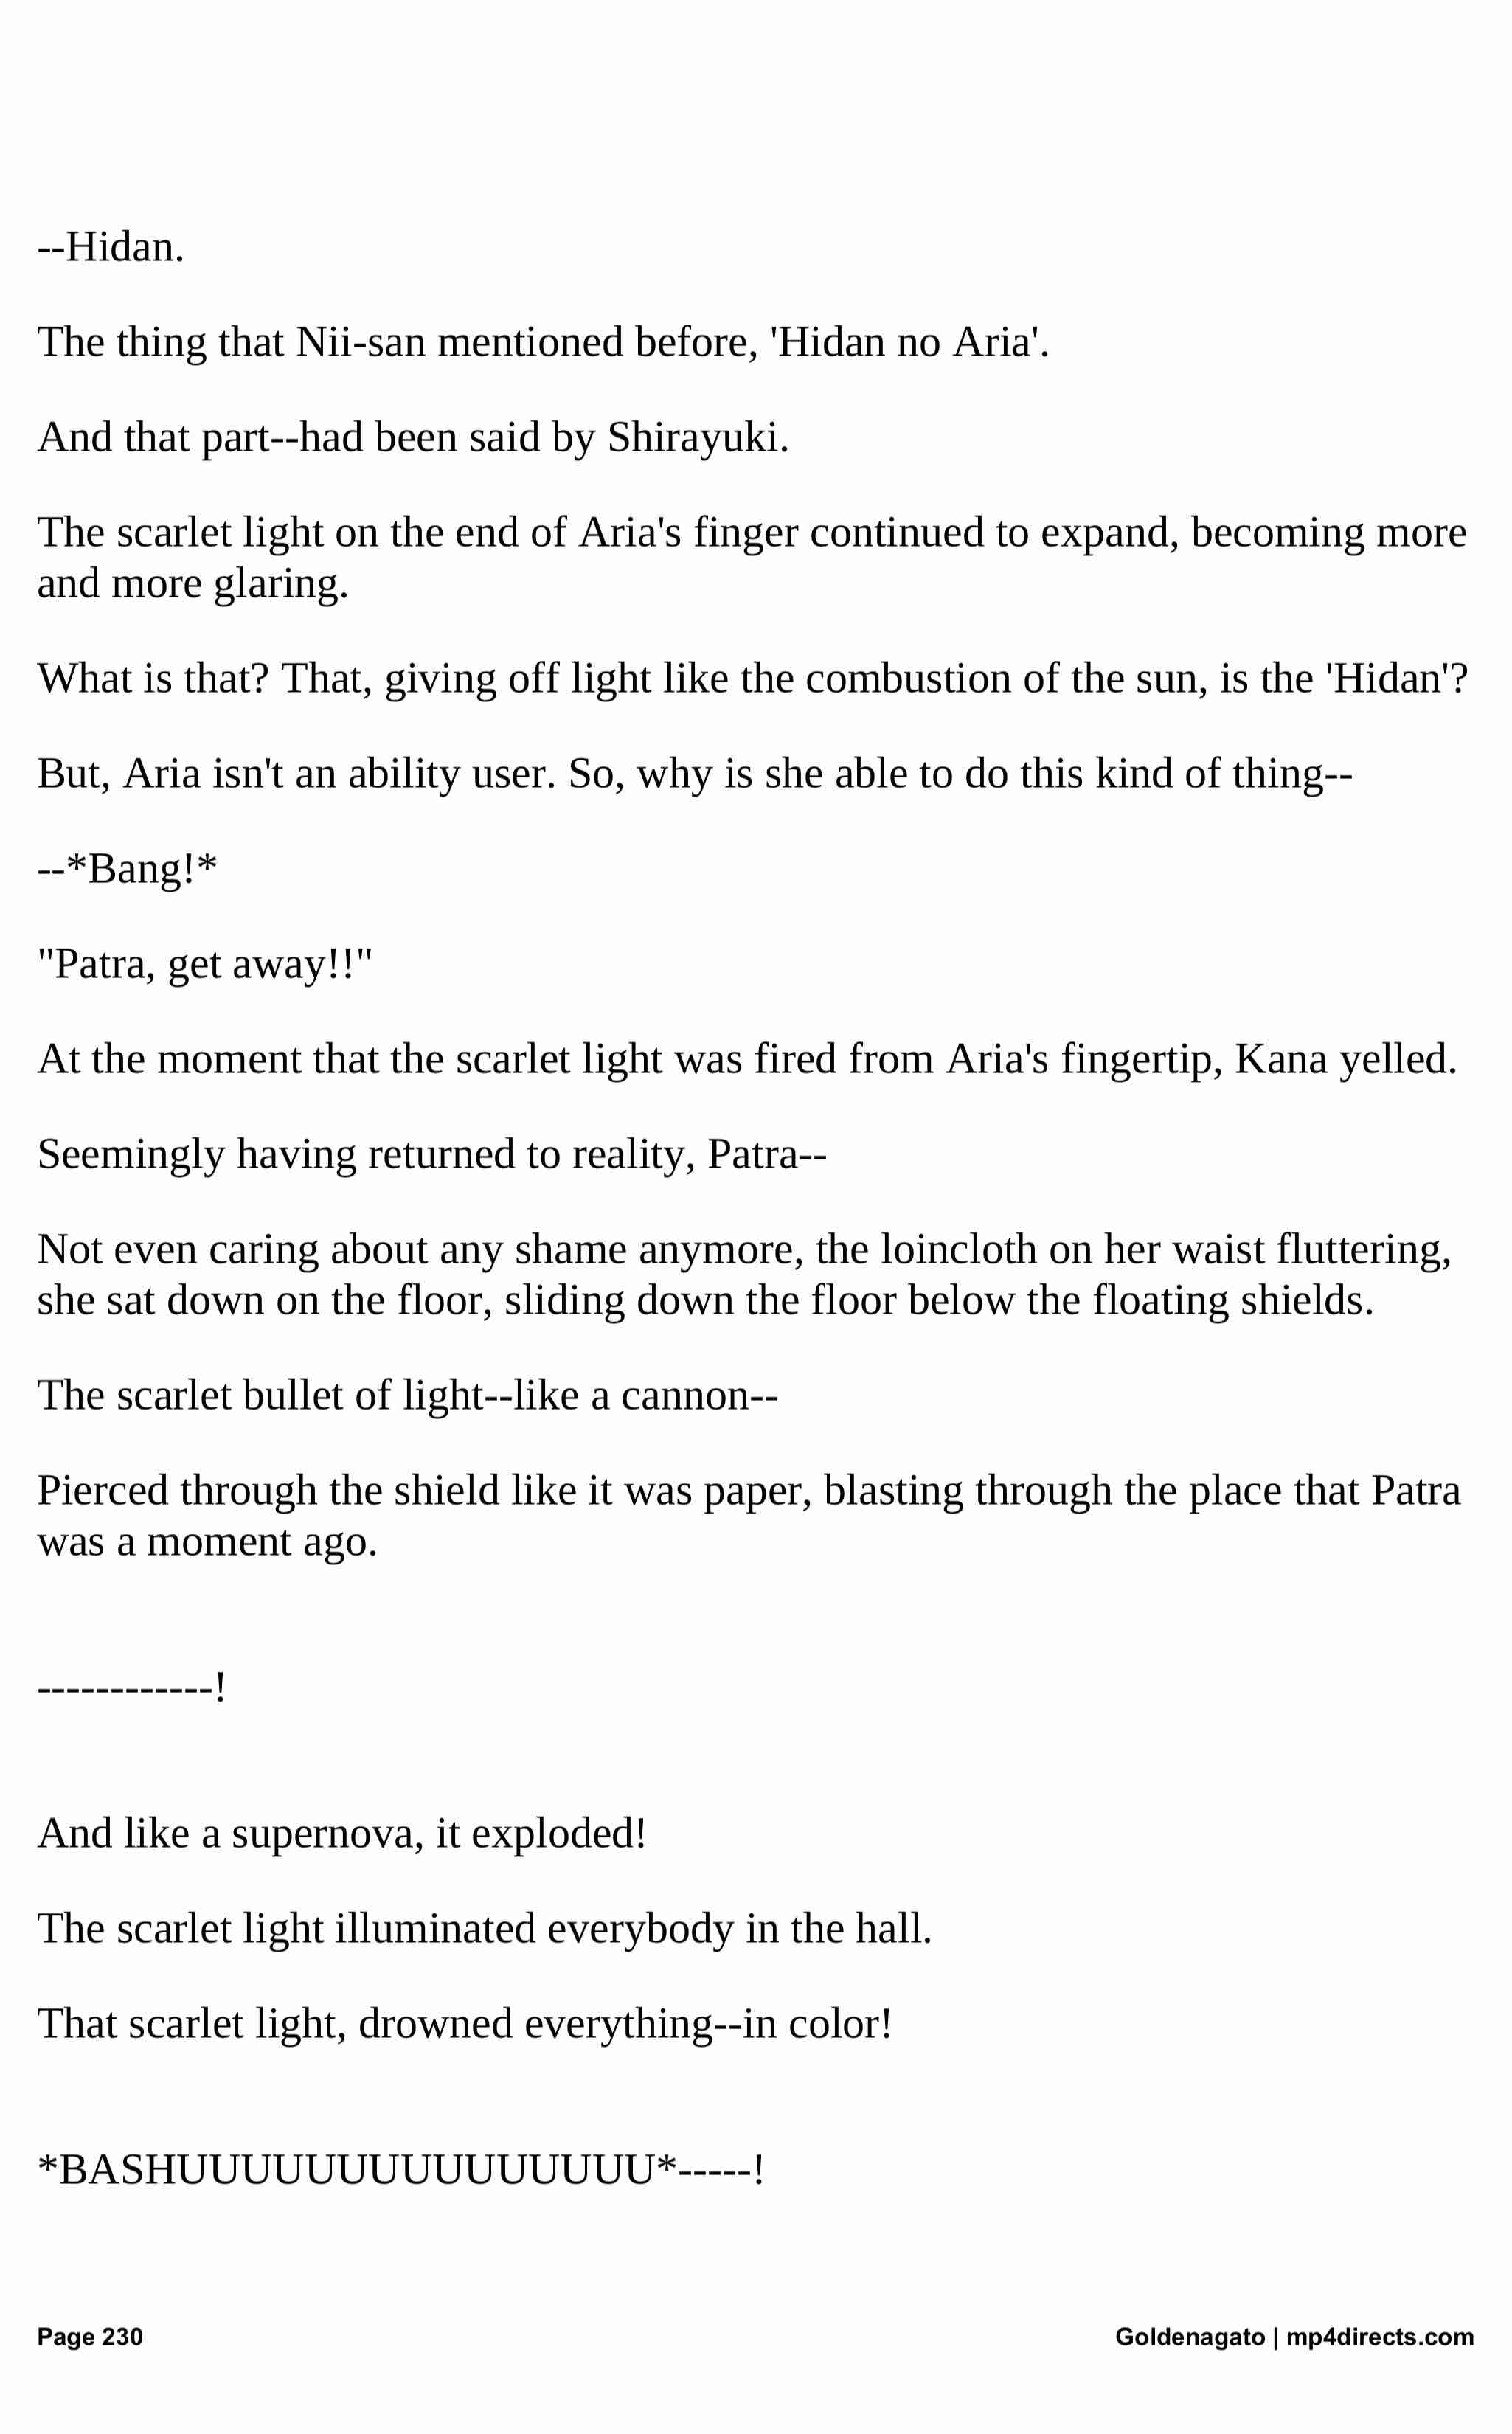 --Hidan.
The thing that Nii-san mentioned before, 'Hidan no Aria'.
And that part--had been said by Shirayuki.
The scarlet light on the end of Aria's finger continued to expand, becoming more
and more glaring.
What is that? That, giving off light like the combustion of the sun, is the 'Hidan'?
But, Aria isn't an ability user. So, why is she able to do this kind of thing--
--*Bang!*
"Patra, get away!!"
At the moment that the scarlet light was fired from Aria's fingertip, Kana yelled.
Seemingly having returned to reality, Patra--
Not even caring about any shame anymore, the loincloth on her waist fluttering,
she sat down on the floor, sliding down the floor below the floating shields.
The scarlet bullet of light--like a cannon--
Pierced through the shield like it was paper, blasting through the place that Patra
was a moment ago.
------------!
And like a supernova, it exploded!
The scarlet light illuminated everybody in the hall.
That scarlet light, drowned everything--in color!
*BASHUUUUUUUUUUUUUUU*-----!
Page 230
Goldenagato | mp4directs.com